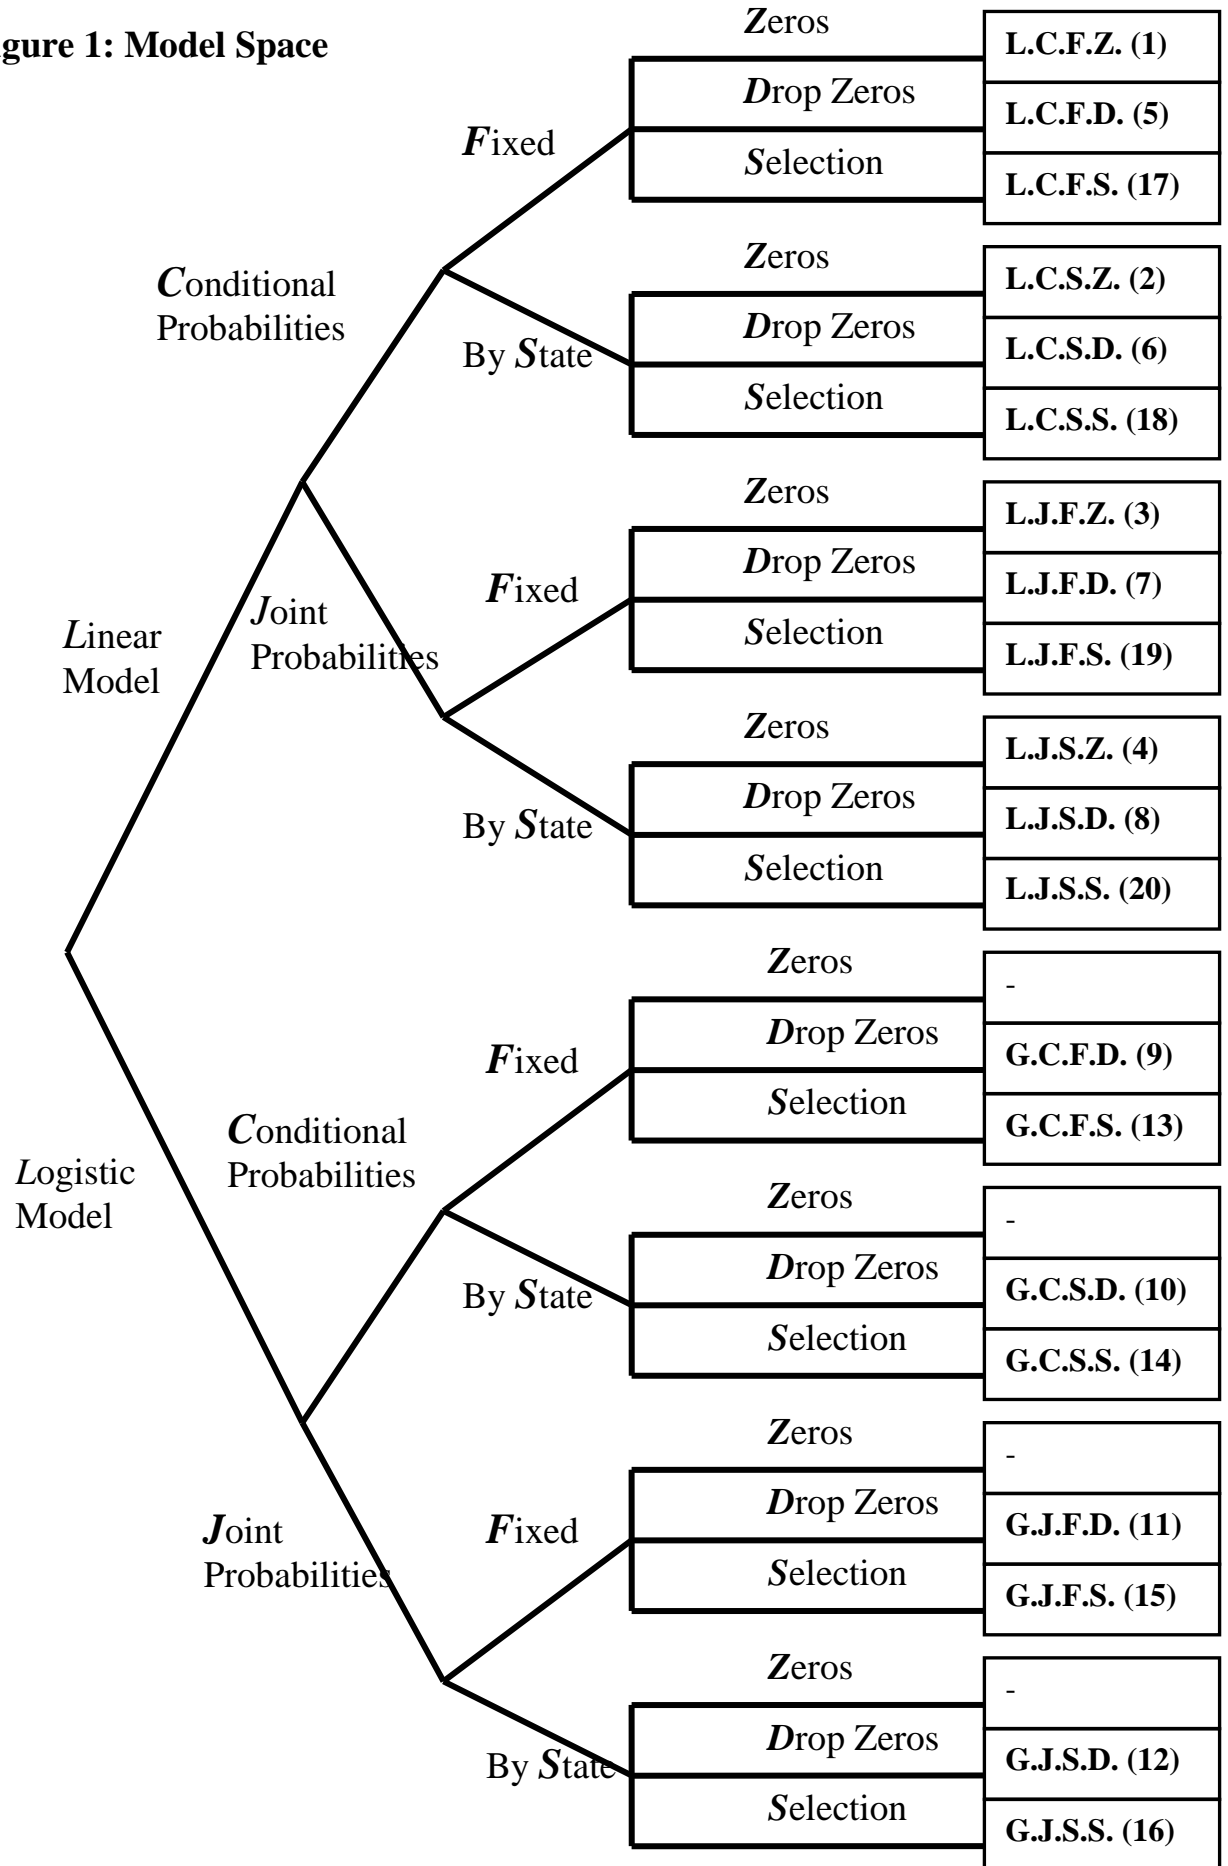 gure 1: Model Space
Zeros
L.C.F.Z. (1)
Drop Zeros
L.C.F.D. (5)
Fixed
Selection
L.C.F.S. (17)
Conditional
Probabilities
Zeros
L.C.S.Z. (2)
Drop Zeros
L.C.S.D. (6)
By State
Selection
L.C.S.S. (18)
Linear
Model
Joint
Probabilities
Zeros
L.J.F.Z. (3)
Drop Zeros
L.J.F.D. (7)
Fixed
Selection
L.J.F.S. (19)
Zeros
L.J.S.Z. (4)
Drop Zeros
L.J.S.D. (8)
By State
Selection
L.J.S.S. (20)
Zeros
-
Drop Zeros
G.C.F.D. (9)
Fixed
Selection
G.C.F.S. (13)
Conditional
Probabilities
Logistic
Model
Zeros
-
Drop Zeros
G.C.S.D. (10)
By State
Selection
G.C.S.S. (14)
Zeros
-
Drop Zeros
G.J.F.D. (11)
Joint
Probabilities
Fixed
Selection
G.J.F.S. (15)
Zeros
-
Drop Zeros
G.J.S.D. (12)
By State
Selection
G.J.S.S. (16)